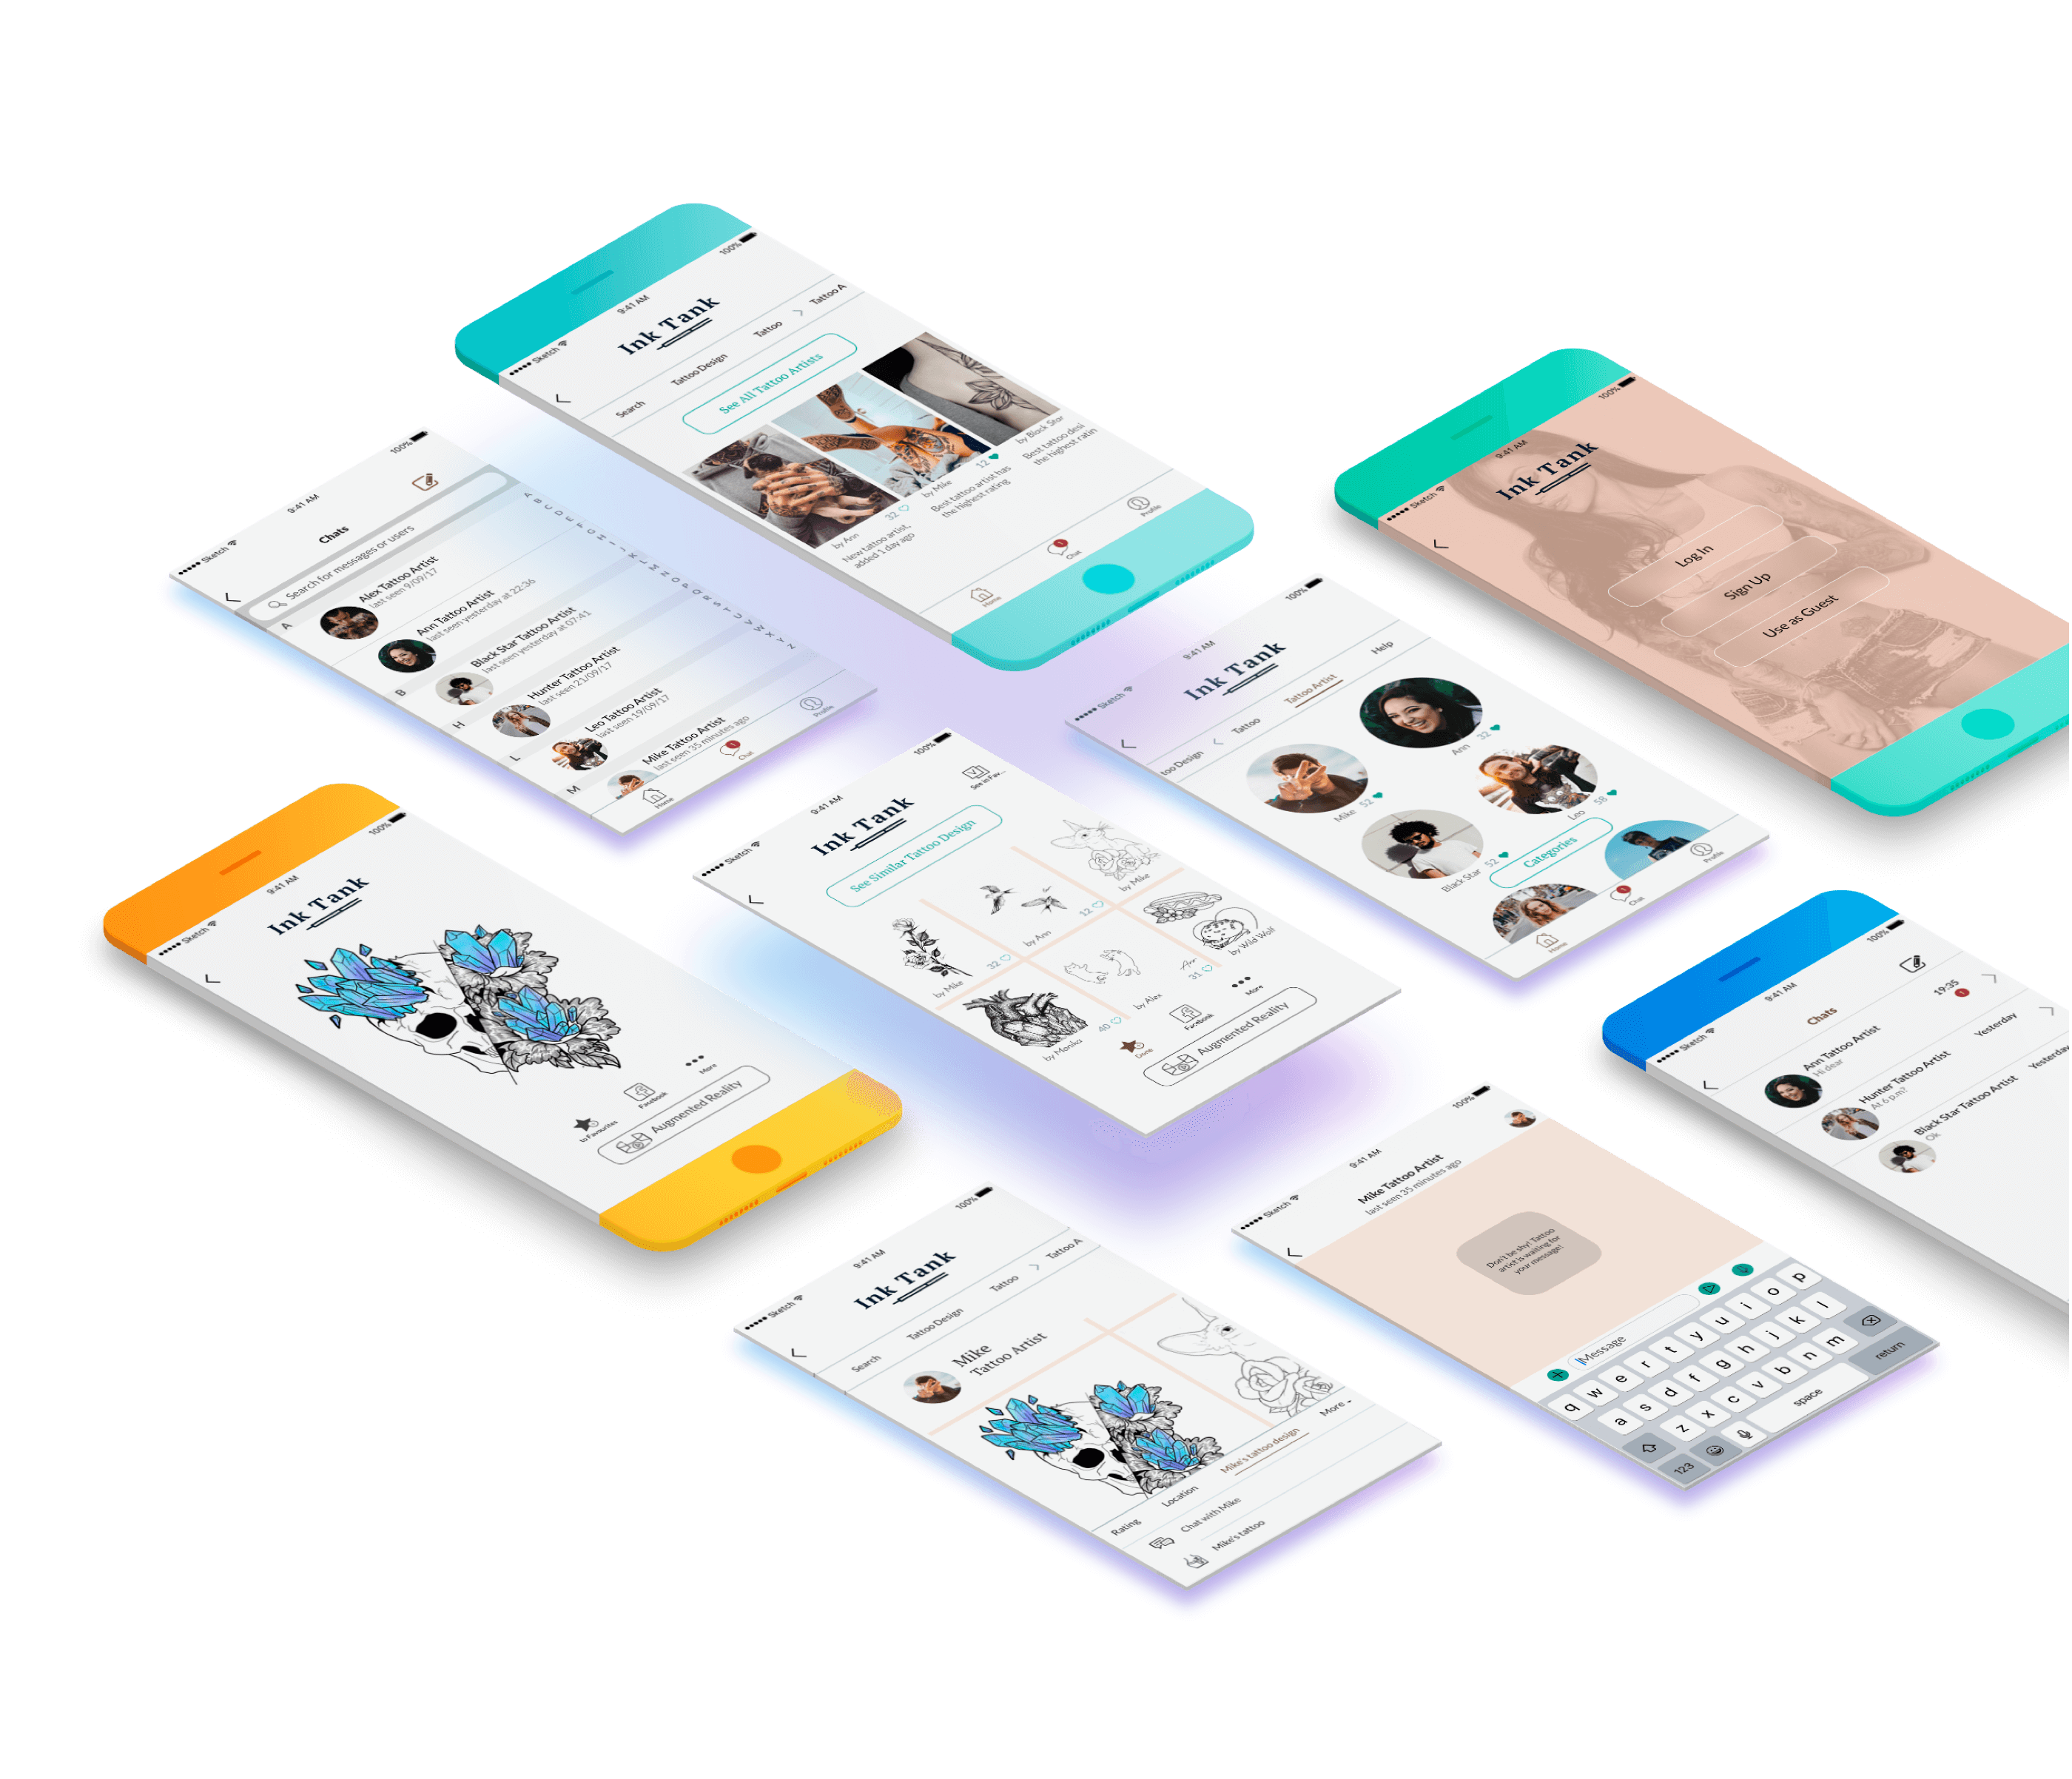 ●●●●● Sketch
9:41 AM
100%
Ink Tank
Search
Tattoo Design
Tattoo
Tattoo A
See All Tattoo Artists
32
by Ann
New tattoo artist,
added 1 day ago
12
by Mike
Best tattoo artist has
the highest rating
by Black Star
Best tattoo desi
the highest ratin
Home
1
Chat
Profile
●●●●● Sketch
9:41 AM
100%
Ink Tank
Log In
Sign Up
Use as Guest
●●●●● Sketch
9:41 AM
100%
Chats
Search for messages or users
A
Alex Tattoo Artist
last seen 9/09/17
Ann Tattoo Artist
last seen yesterday at 22:36
B
Black Star Tattoo Artist
last seen yesterday at 07:41
H
Hunter Tattoo Artist
last seen 21/09/17
L
Leo Tattoo Artist
last seen 19/09/17
M
Mike Tattoo Artist
last seen 35 minutes ago
A
B
C
D
E
F
G
H
I
J
K
L
M
N
O
P
Q
R
S
T
U
V
W
X
Y
Z
Home
1
Chat
Profile
●●●●● Sketch
9:41 AM
100%
Ink Tank
too Design
Tattoo
Tattoo Artist
Help
Mike 52
Ann 32
Black Star 52
Leo 58
Categories
Home
1
Chat
Profile
●●●●● Sketch
9:41 AM
100%
Ink Tank
See in Fav...
See Similar Tattoo Design
by Mike
32
by Ann
12
by Mike
by Monika
40
by Alex
31
by Wild Wolf
Done
FaceBook
More
Augmented Reality
●●●●● Sketch
9:41 AM
100%
Ink Tank
to Favourites
FaceBook
More
Augmented Reality
●●●●● Sketch
9:41 AM
100%
Chats
Ann Tattoo Artist
19:35
Hi dear
1
Hunter Tattoo Artist
Yesterday
At 6 p.m?
Black Star Tattoo Artist
Yesterday
Ok
●●●●● Sketch
9:41 AM
100%
Mike Tattoo Artist
last seen 35 minutes ago
Don't be shy! Tattoo
artist is waiting for
your message!
Message
q w e r t y u i o p
a s d f g h j k l
z x c v b n m
123
space
return
●●●●● Sketch
9:41 AM
100%
Ink Tank
Search
Tattoo Design
Tattoo
Tattoo A
Mike
Tattoo Artist
Rating
Location
Mike's tattoo design
More
Chat with Mike
Mike's tattoo